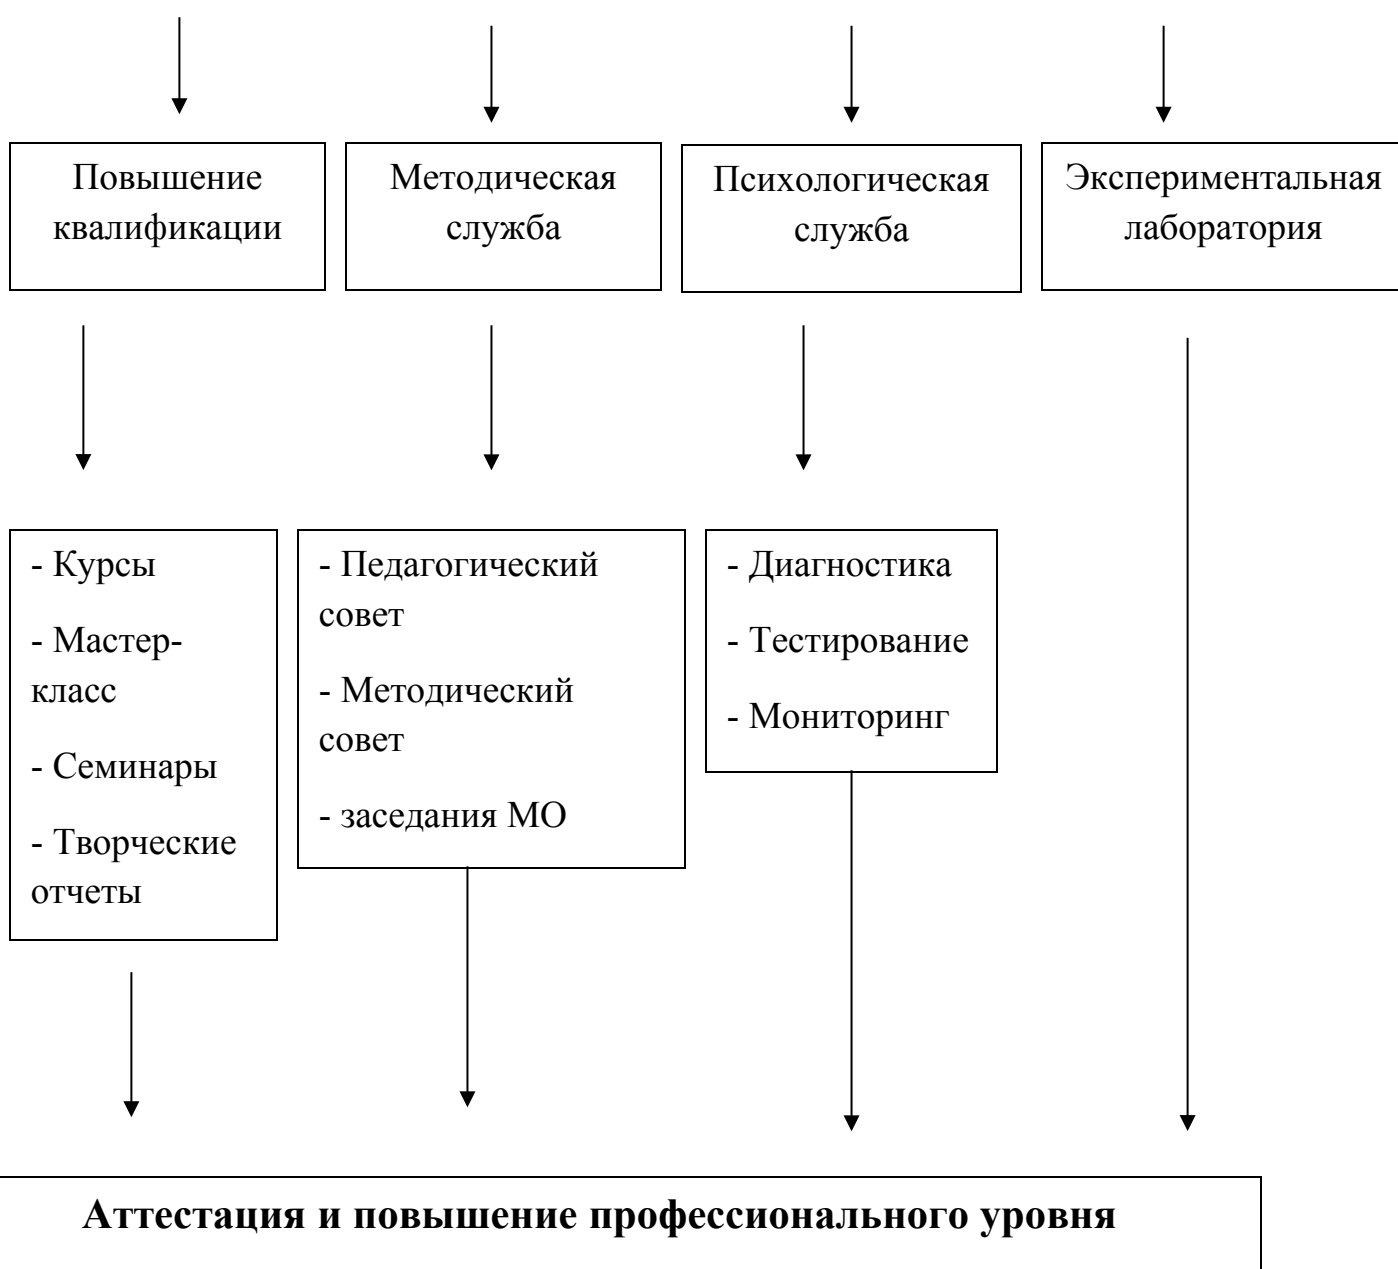 Повышение
квалификации
Методическая
служба
Психологическая
служба
Экспериментальная
лаборатория
- Курсы
- Мастер-
класс
- Семинары
- Творческие
отчеты
- Педагогический
совет
- Методический
совет
- заседания МО
- Диагностика
- Тестирование
- Мониторинг
Аттестация и повышение профессионального уровня